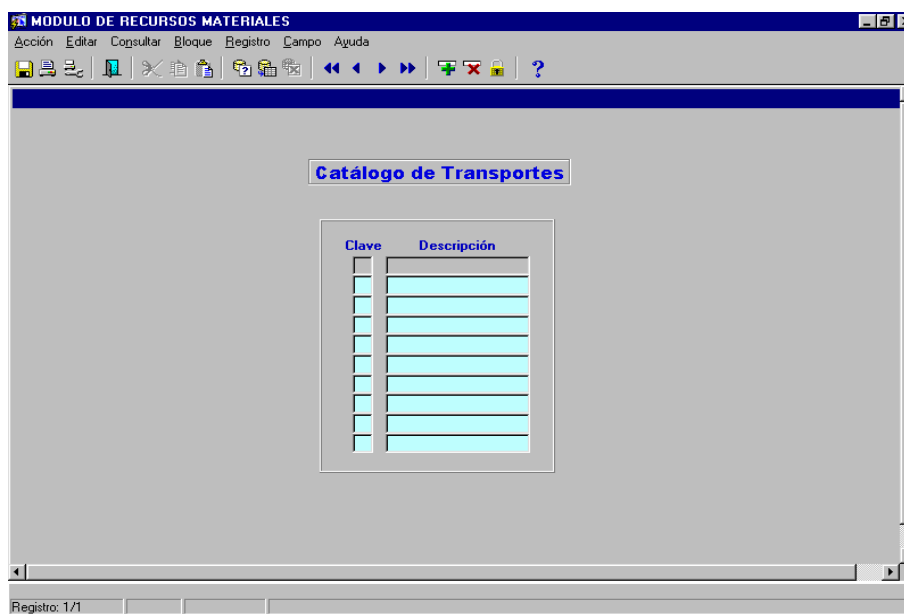 MODULO DE RECURSOS MATERIALES
Acción Editar Consultar Bloque Registro Campo Ayuda
Catálogo de Transportes
Clave Descripción
Registro: 1/1